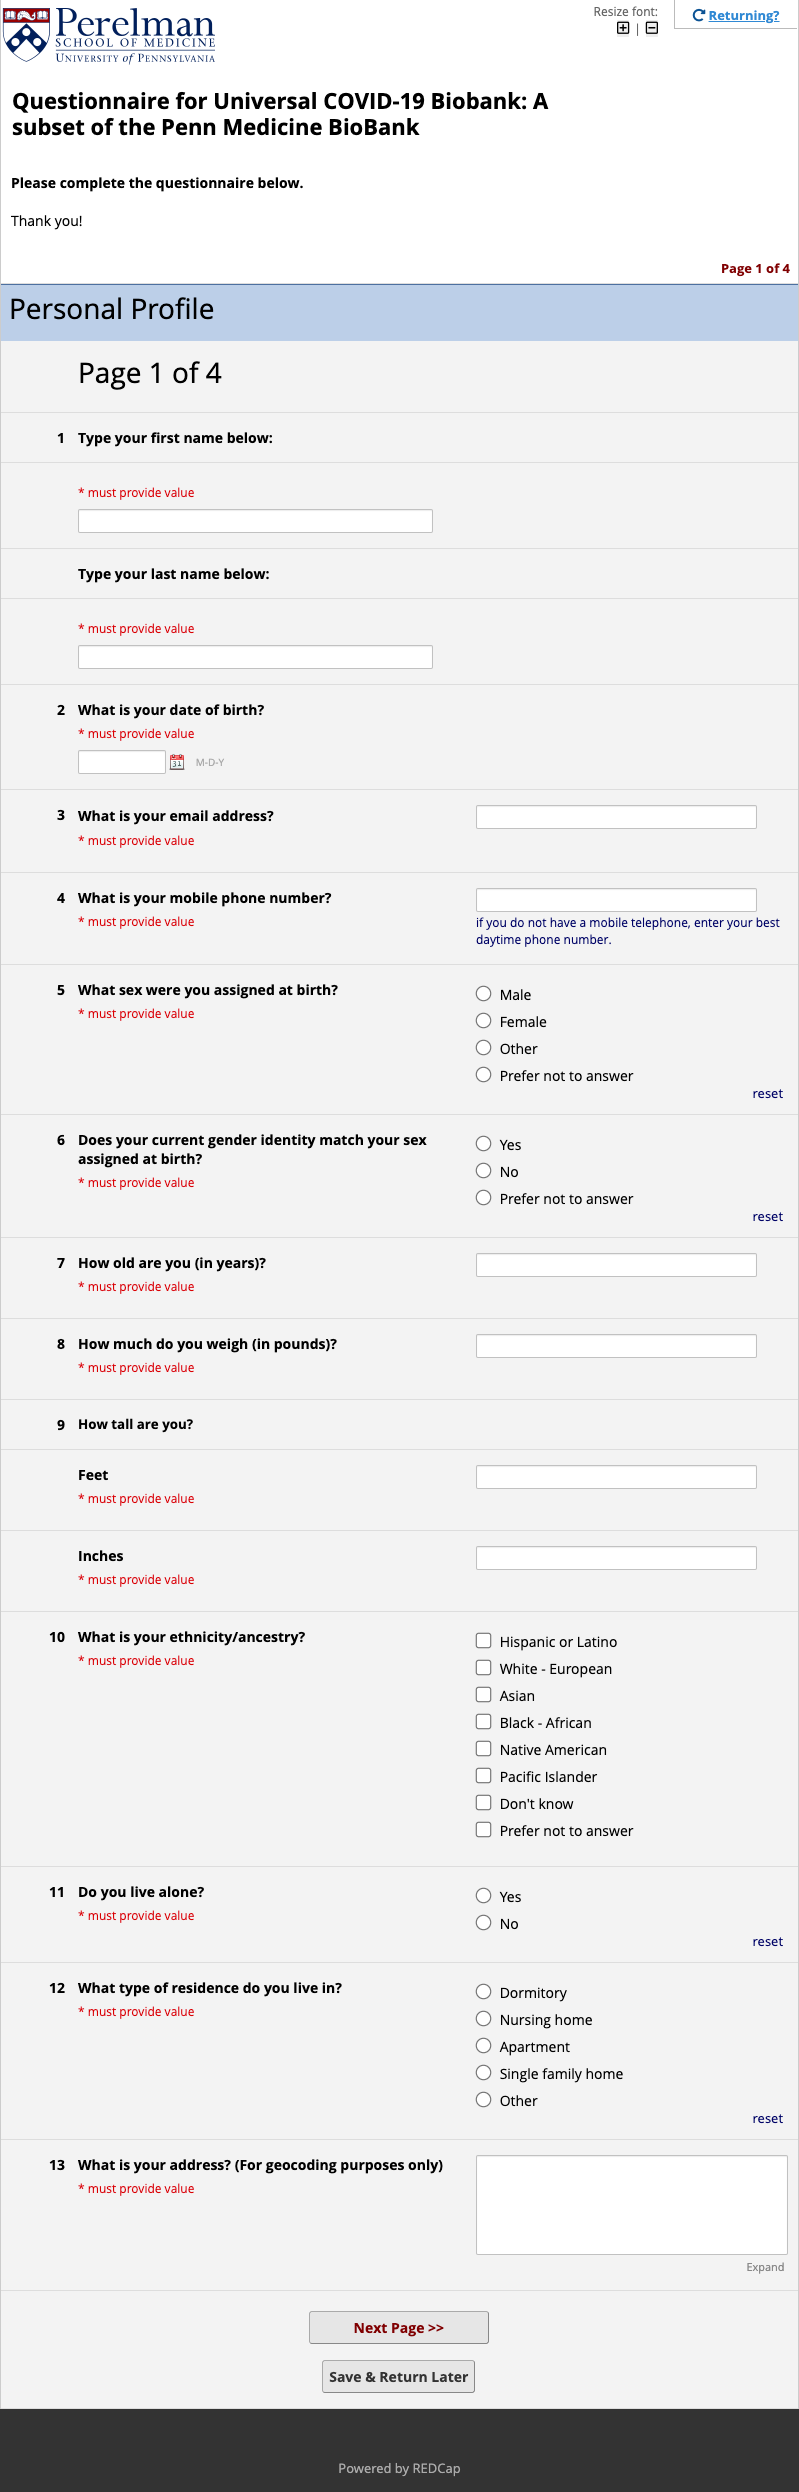 Perelman
SCHOOL OF MEDICINE
UNIVERSITY of PENNSYLVANIA
Resize font:
|
Returning?
Questionnaire for Universal COVID-19 Biobank: A
subset of the Penn Medicine BioBank
Please complete the questionnaire below.
Thank you!
Page 1 of 4
Personal Profile
Page 1 of 4
1 Type your first name below:
* must provide value
Type your last name below:
* must provide value
2 What is your date of birth?
* must provide value
31 M-D-Y
3 What is your email address?
* must provide value
4 What is your mobile phone number?
* must provide value
if you do not have a mobile telephone, enter your best
daytime phone number.
5 What sex were you assigned at birth?
* must provide value
Male
Female
Other
Prefer not to answer
reset
6 Does your current gender identity match your sex
assigned at birth?
* must provide value
Yes
No
Prefer not to answer
reset
7 How old are you (in years)?
* must provide value
8 How much do you weigh (in pounds)?
* must provide value
9 How tall are you?
Feet
* must provide value
Inches
* must provide value
10 What is your ethnicity/ancestry?
* must provide value
Hispanic or Latino
White - European
Asian
Black - African
Native American
Pacific Islander
Don't know
Prefer not to answer
11 Do you live alone?
* must provide value
Yes
No
reset
12 What type of residence do you live in?
* must provide value
Dormitory
Nursing home
Apartment
Single family home
Other
reset
13 What is your address? (For geocoding purposes only)
* must provide value
Expand
Next Page >>
Save & Return Later
Powered by REDCap